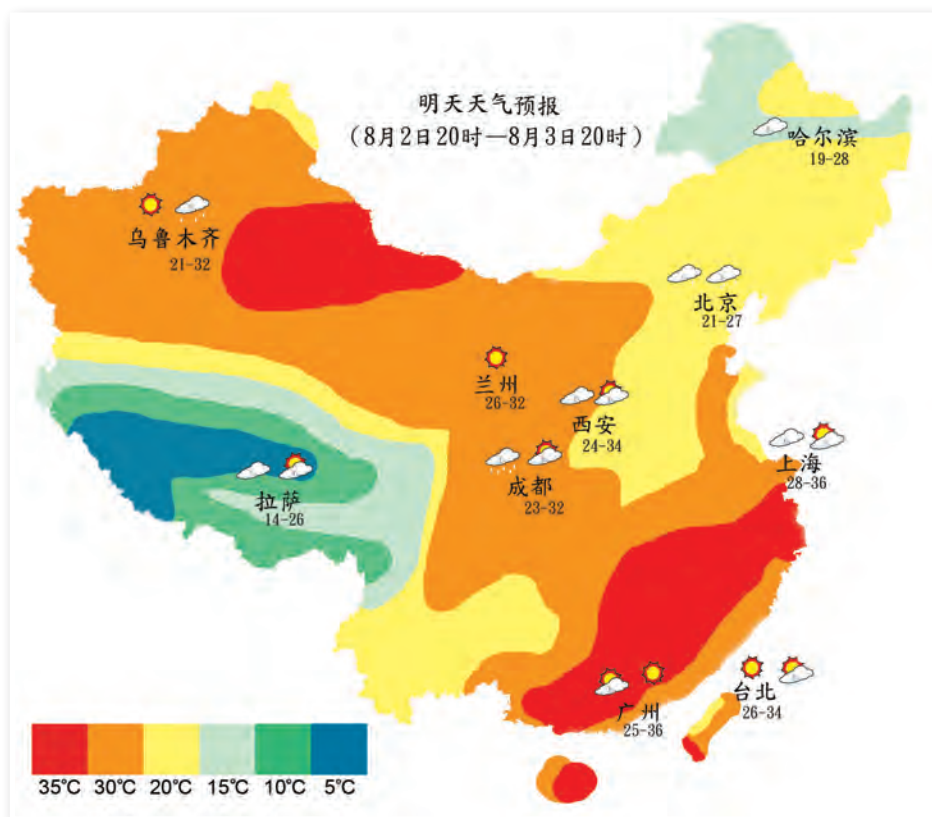 明天天气预报
(8月2日20时—8月3日20时)
哈尔滨
19-28
乌鲁木齐
21-32
北京
21-27
兰州
26-32
西安
24-34
上海
28-36
成都
23-32
拉萨
14-26
台北
26-34
广州
25-36
35℃ 30℃ 20℃ 15℃ 10℃ 5℃